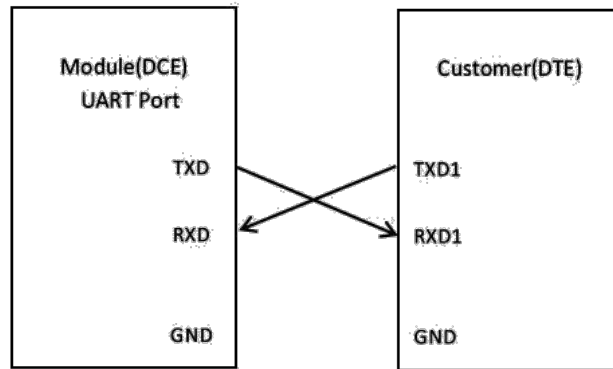 Module(DCE)
UART Port
TXD
RXD
GND
Customer(DTE)
TXD1
RXD1
GND